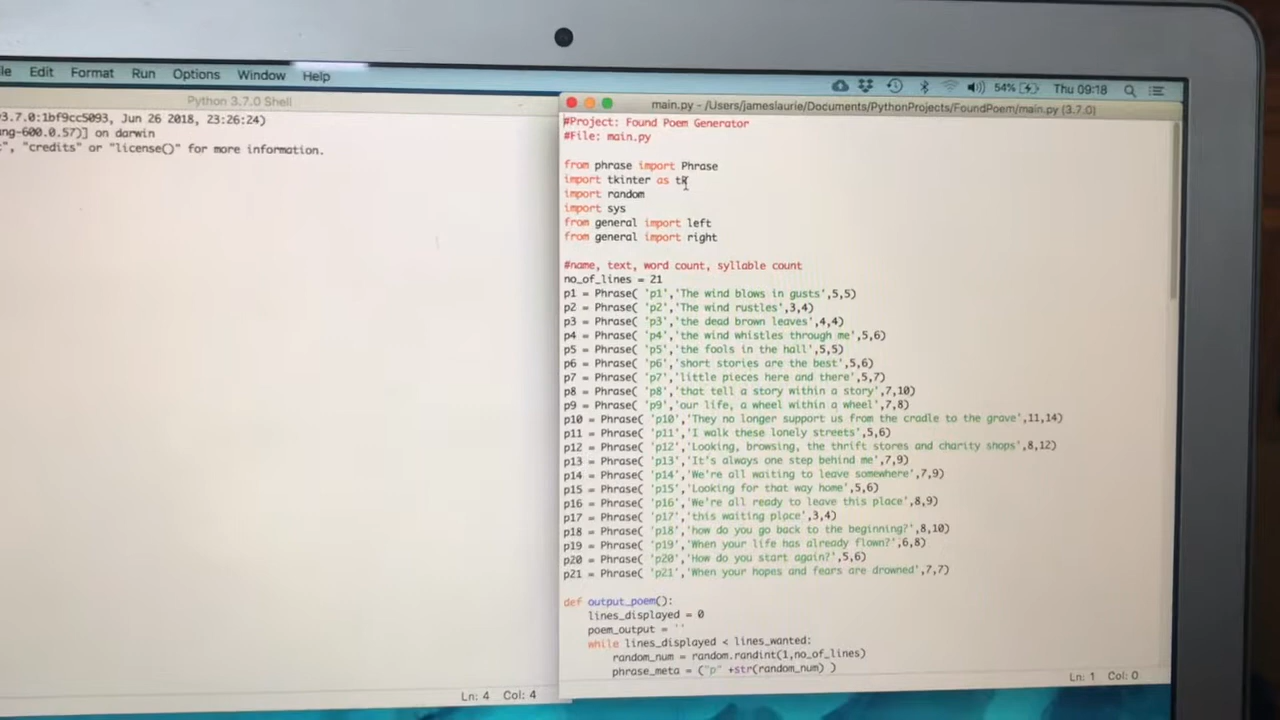 le Edit Format Run Options Window Help
54% Thu 09:18
Python 3.7.0 Shell
3.7.0:1bf9cc5093, Jun 26 2018, 23:26:24)
ng-600.0.57)] on darwin
", "credits" or "license()" for more information.
Ln: 4 Col: 4
main.py - /Users/jameslaurie/Documents/PythonProjects/FoundPoem/main.py (3.7.0)
#Project: Found Poem Generator
#File: main.py
from phrase import Phrase
import tkinter as tk
import random
import sys
from general import left
from general import right
#name, text, word count, syllable count
no_of_lines = 21
p1 = Phrase( 'p1','The wind blows in gusts',5,5)
p2 = Phrase( 'p2','The wind rustles',3,4)
p3 = Phrase( 'p3','the dead brown leaves',4,4)
p4 = Phrase( 'p4','the wind whistles through me',5,6)
p5 = Phrase( 'p5','the fools in the hall',5,5)
p6 = Phrase( 'p6','short stories are the best',5,6)
p7 = Phrase( 'p7','little pieces here and there',5,7)
p8 = Phrase( 'p8','that tell a story within a story',7,10)
p9 = Phrase( 'p9','our life, a wheel within a wheel',7,8)
p10 = Phrase( 'p10','They no longer support us from the cradle to the grave',11,14)
p11 = Phrase( 'p11','I walk these lonely streets',5,6)
p12 = Phrase( 'p12','Looking, browsing, the thrift stores and charity shops',8,12)
p13 = Phrase( 'p13','It's always one step behind me',7,9)
p14 = Phrase( 'p14','We're all waiting to leave somewhere',7,9)
p15 = Phrase( 'p15','Looking for that way home',5,6)
p16 = Phrase( 'p16','We're all ready to leave this place',8,9)
p17 = Phrase( 'p17','this waiting place',3,4)
p18 = Phrase( 'p18','how do you go back to the beginning?',8,10)
p19 = Phrase( 'p19','When your life has already flown?',6,8)
p20 = Phrase( 'p20','How do you start again?',5,6)
p21 = Phrase( 'p21','When your hopes and fears are drowned',7,7)
def output_poem():
lines_displayed = 0
poem_output = ''
while lines_displayed < lines_wanted:
random_num = random.randint(1,no_of_lines)
phrase_meta = ("p" +str(random_num) )
Ln: 1 Col: 0